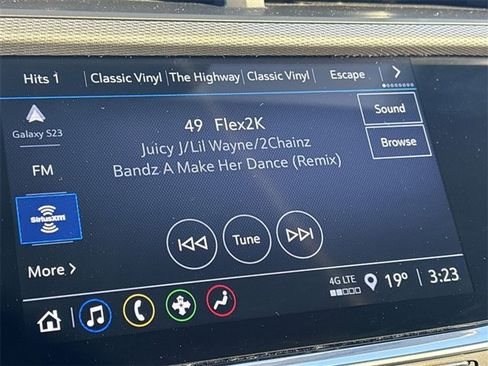 Hits 1 Classic Vinyl The Highway Classic Vinyl Escape
Galaxy S23
FM
SiriusXM
More
49 Flex2K
Juicy J/Lil Wayne/2Chainz
Bandz A Make Her Dance (Remix)
Sound
Browse
Tune
4G LTE
19° 3:23